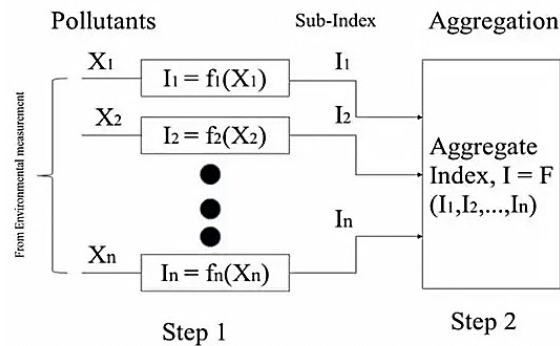 Pollutants
Sub-Index
Aggregation
From Environmental measurement
X1
I1 = f1(X1)
I1
X2
I2 = f2(X2)
I2
Aggregate
Index, I = F
(I1,I2,...,In)
Xn
In = fn(Xn)
In
Step 1
Step 2